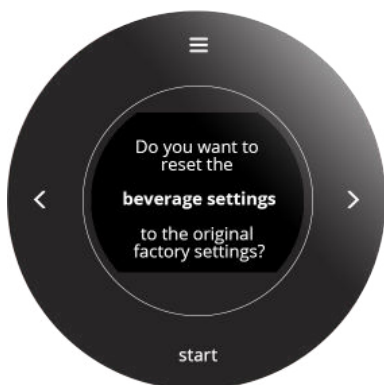 Do you want to
reset the
beverage settings
to the original
factory settings?
start